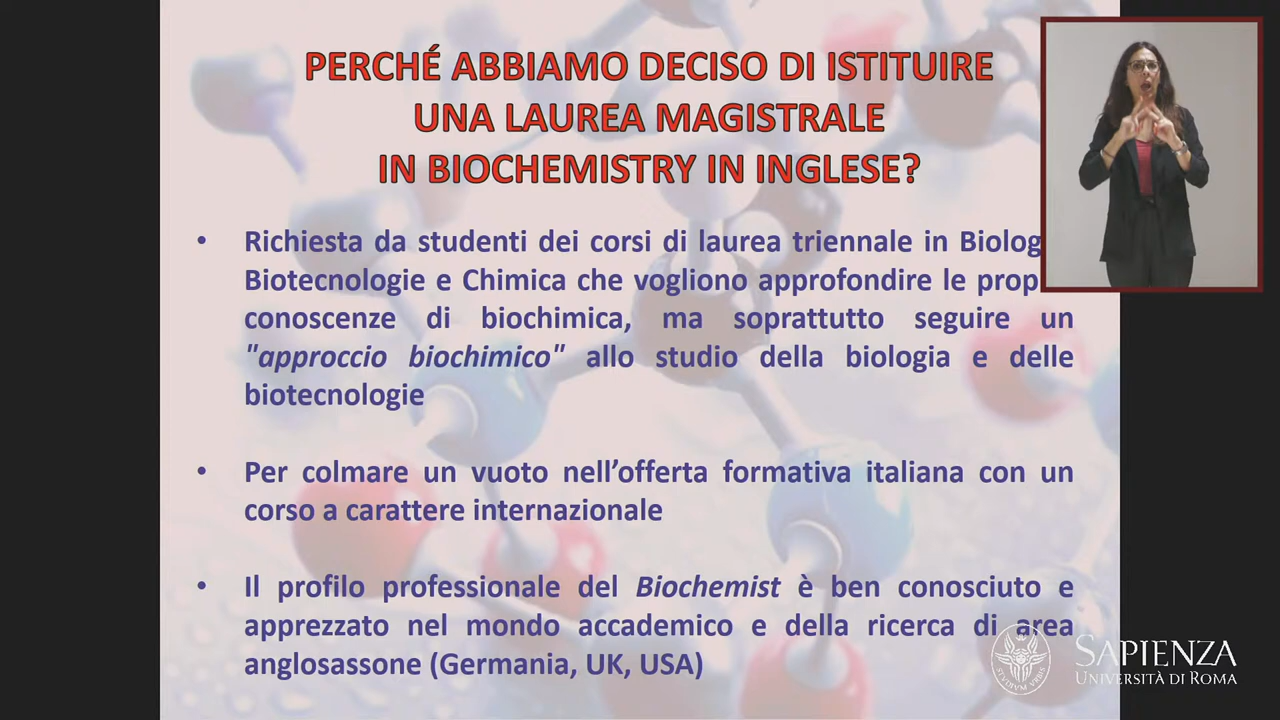 PERCHÉ ABBIAMO DECISO DI ISTITUIRE
UNA LAUREA MAGISTRALE
IN BIOCHEMISTRY IN INGLESE?
• Richiesta da studenti dei corsi di laurea triennale in
Biotecnologie e Chimica che vogliono approfondire le
conoscenze di biochimica, ma soprattutto seguire un
"approccio biochimico" allo studio della biologia e delle
biotecnologie
• Per colmare un vuoto nell’offerta formativa italiana con un
corso a carattere internazionale
• Il profilo professionale del Biochemist è ben conosciuto e
apprezzato nel mondo accademico e della ricerca di area
anglosassone (Germania, UK, USA)
SAPIENZA
UNIVERSITÀ DI ROMA